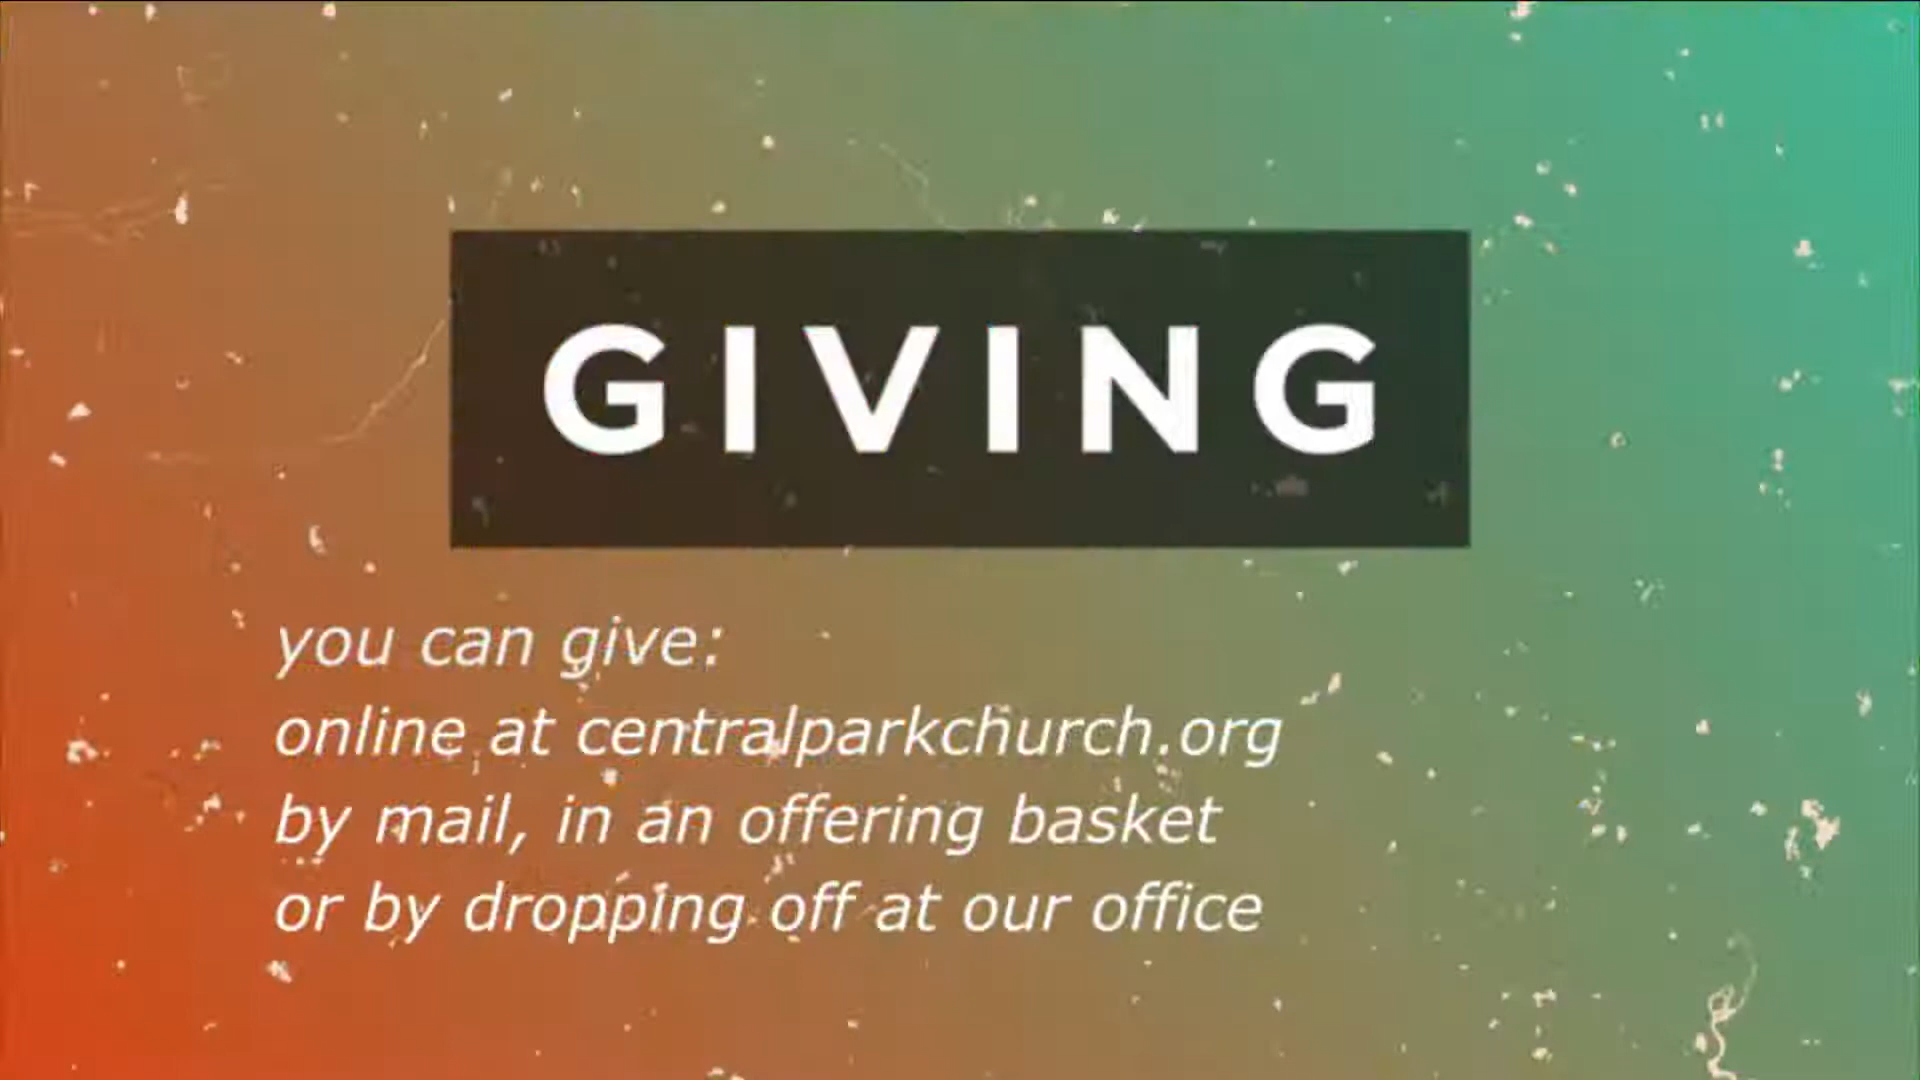 GIVING
you can give:
online at centralparkchurch.org
by mail, in an offering basket
or by dropping off at our office